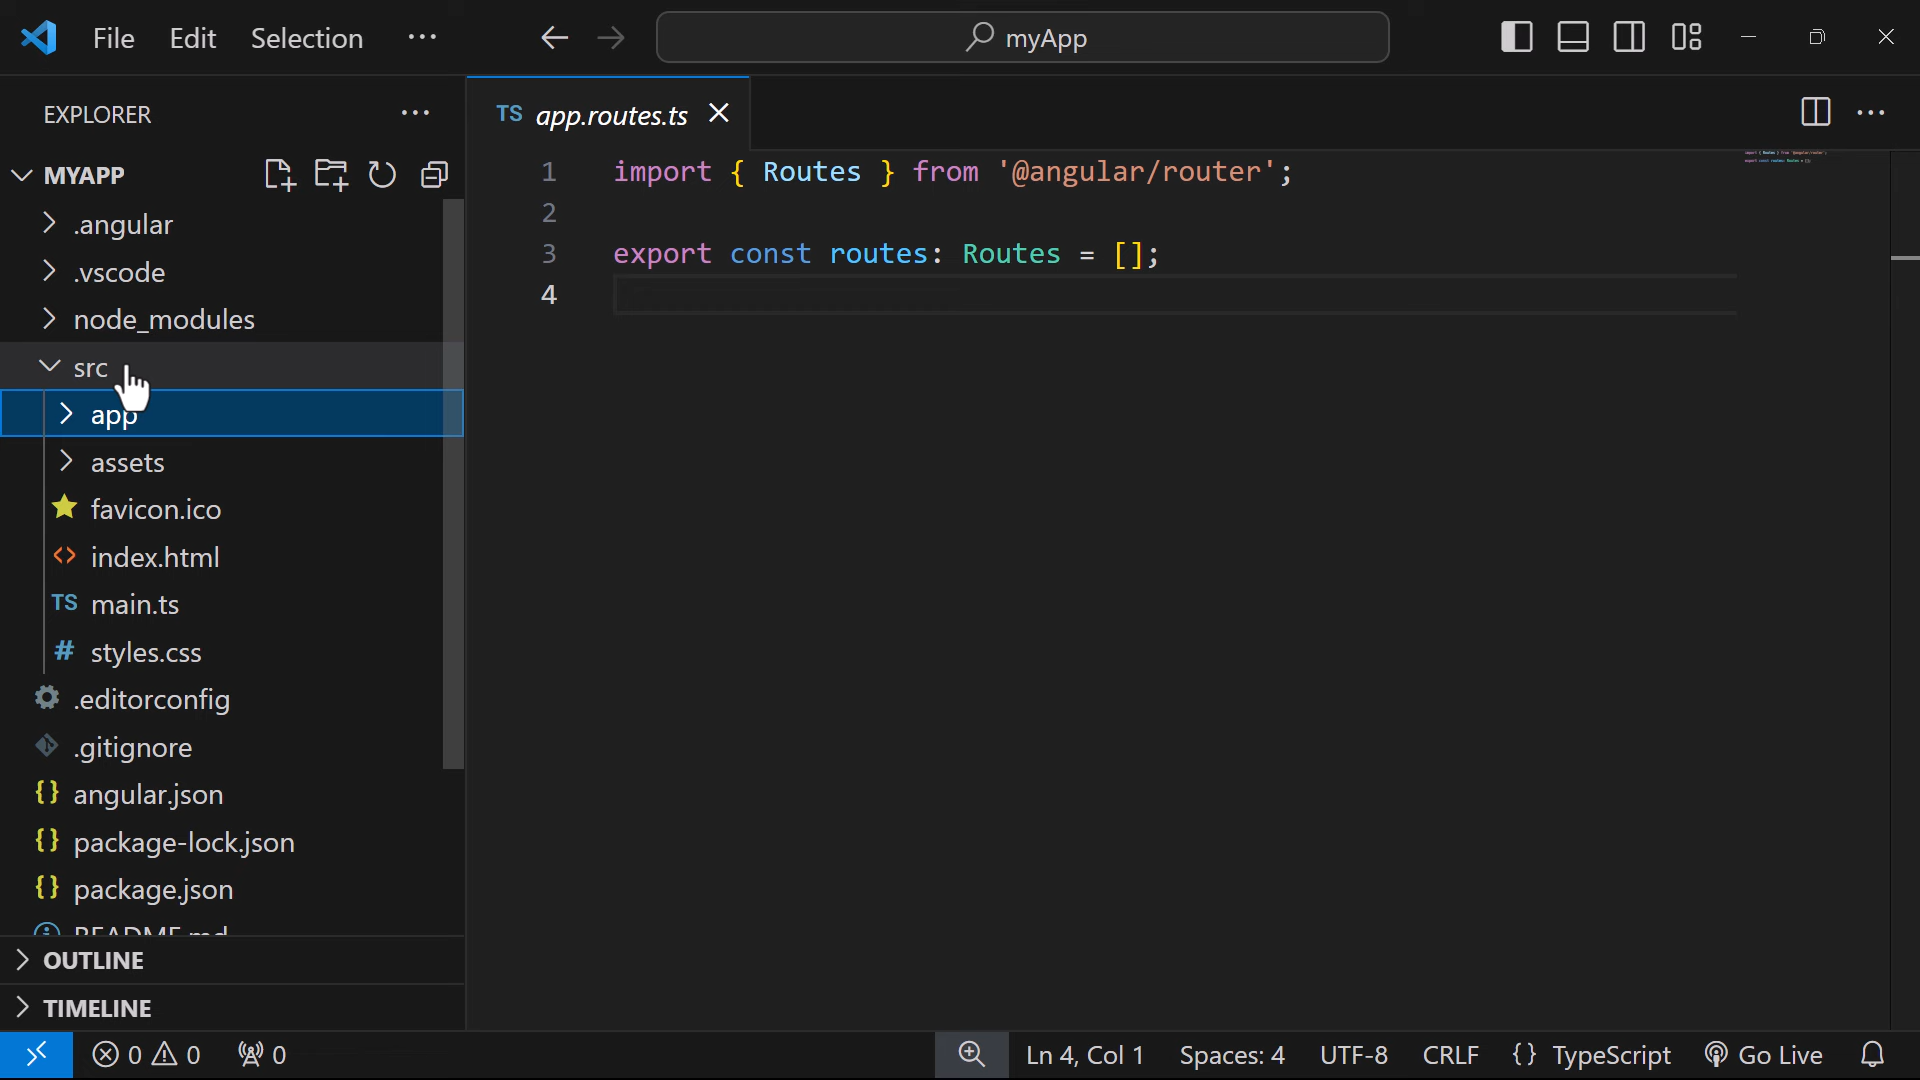 File Edit Selection ···
myApp
EXPLORER ···
TS app.routes.ts
MYAPP
.angular
.vscode
node_modules
src
app
assets
favicon.ico
index.html
TS main.ts
# styles.css
.editorconfig
.gitignore
{} angular.json
{} package-lock.json
{} package.json
README.md
OUTLINE
TIMELINE
1 import { Routes } from '@angular/router';
2
3 export const routes: Routes = [];
4
0 0 0
Ln 4, Col 1 Spaces: 4 UTF-8 CRLF {} TypeScript Go Live